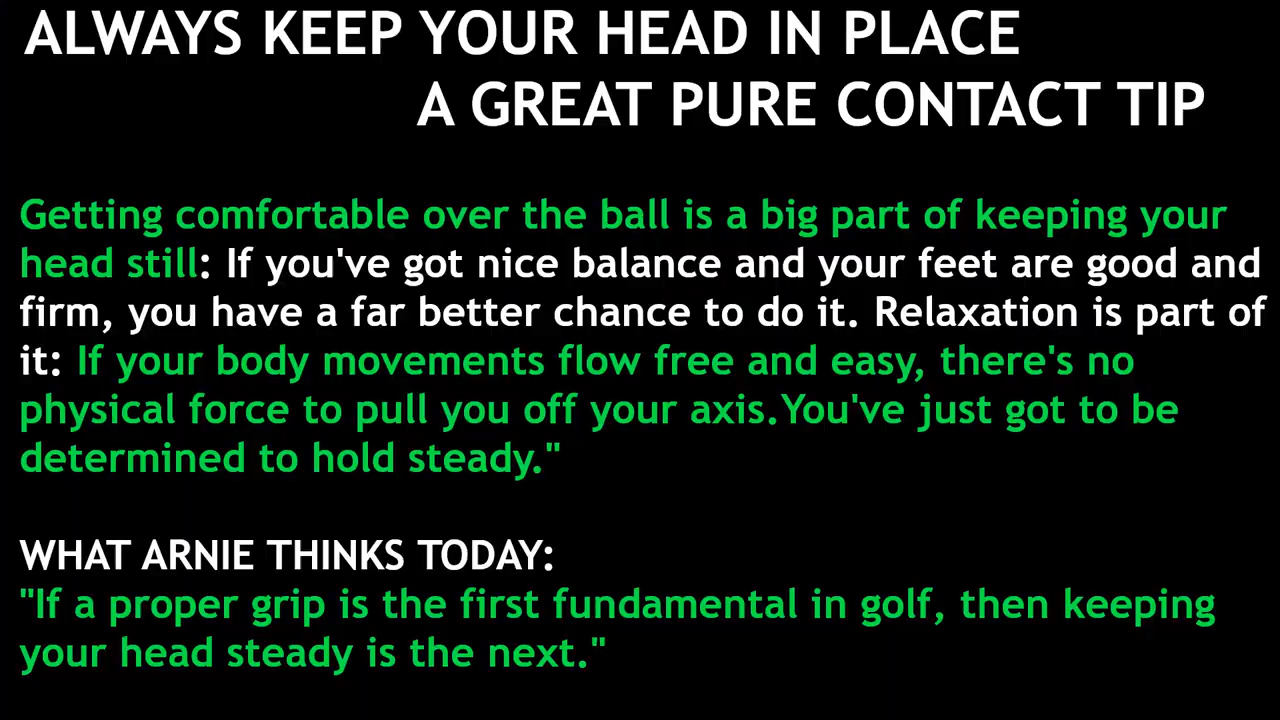 ALWAYS KEEP YOUR HEAD IN PLACE
A GREAT PURE CONTACT TIP
Getting comfortable over the ball is a big part of keeping your
head still: If you've got nice balance and your feet are good and
firm, you have a far better chance to do it. Relaxation is part of
it: If your body movements flow free and easy, there's no
physical force to pull you off your axis.You've just got to be
determined to hold steady."
WHAT ARNIE THINKS TODAY:
"If a proper grip is the first fundamental in golf, then keeping
your head steady is the next."